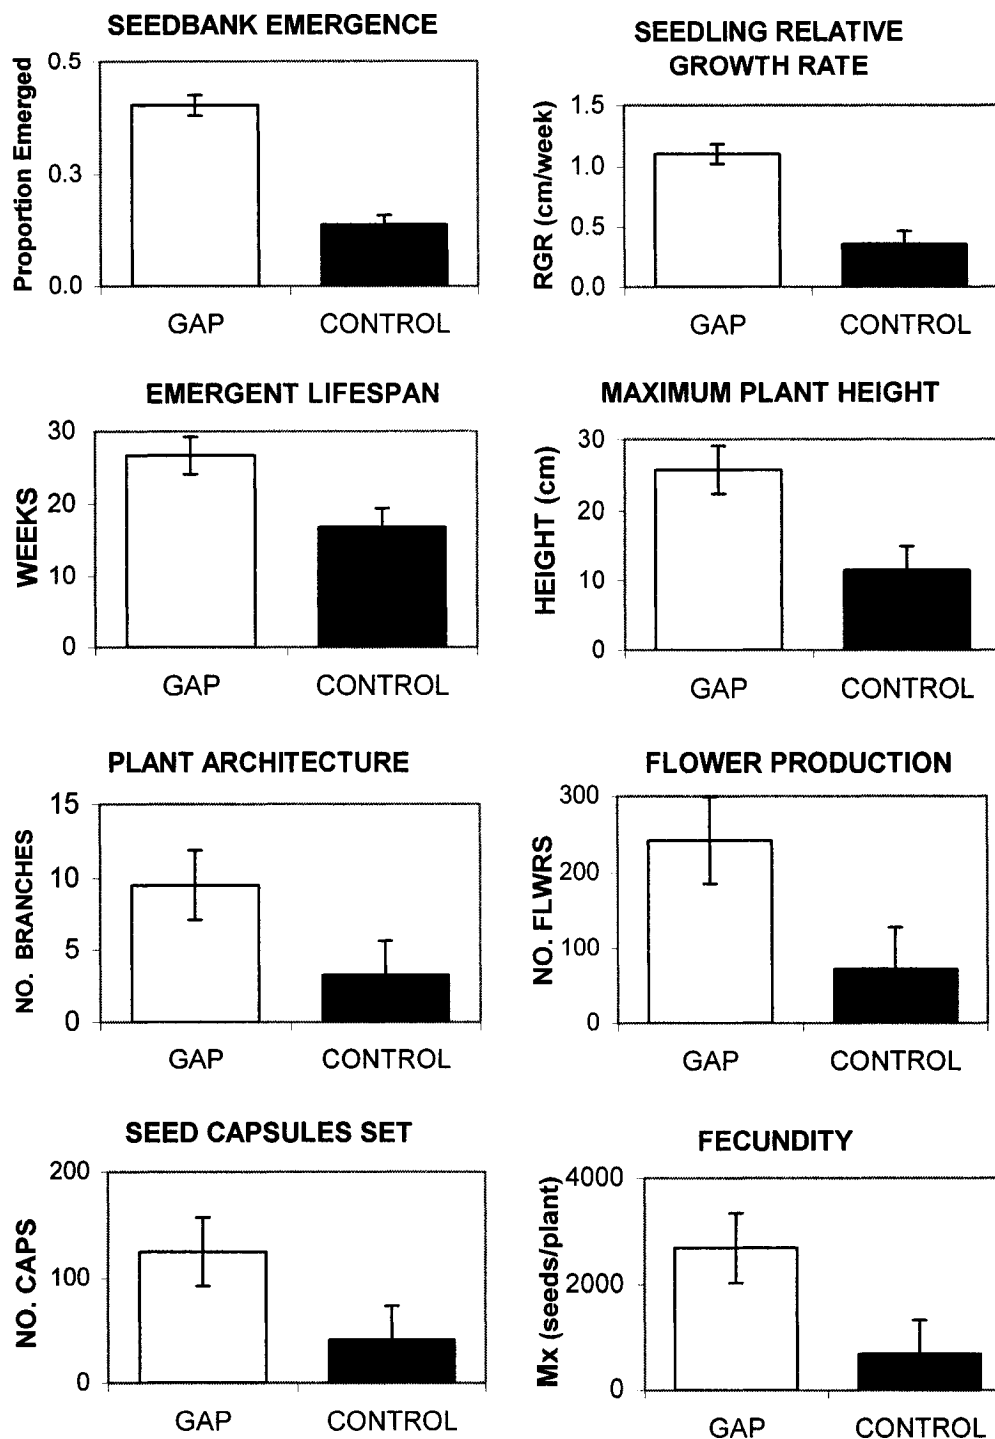 SEEDBANK EMERGENCE
Proportion Emerged
0.5
0.3
0.0
GAP CONTROL
SEEDLING RELATIVE
GROWTH RATE
RGR (cm/week)
1.5
1.0
0.5
0.0
GAP CONTROL
EMERGENT LIFESPAN
WEEKS
30
20
10
0
GAP CONTROL
MAXIMUM PLANT HEIGHT
HEIGHT (cm)
30
20
10
0
GAP CONTROL
PLANT ARCHITECTURE
NO. BRANCHES
15
10
5
0
GAP CONTROL
FLOWER PRODUCTION
NO. FLWRS
300
200
100
0
GAP CONTROL
SEED CAPSULES SET
NO. CAPS
200
100
0
GAP CONTROL
FECUNDITY
Mx (seeds/plant)
4000
2000
0
GAP CONTROL